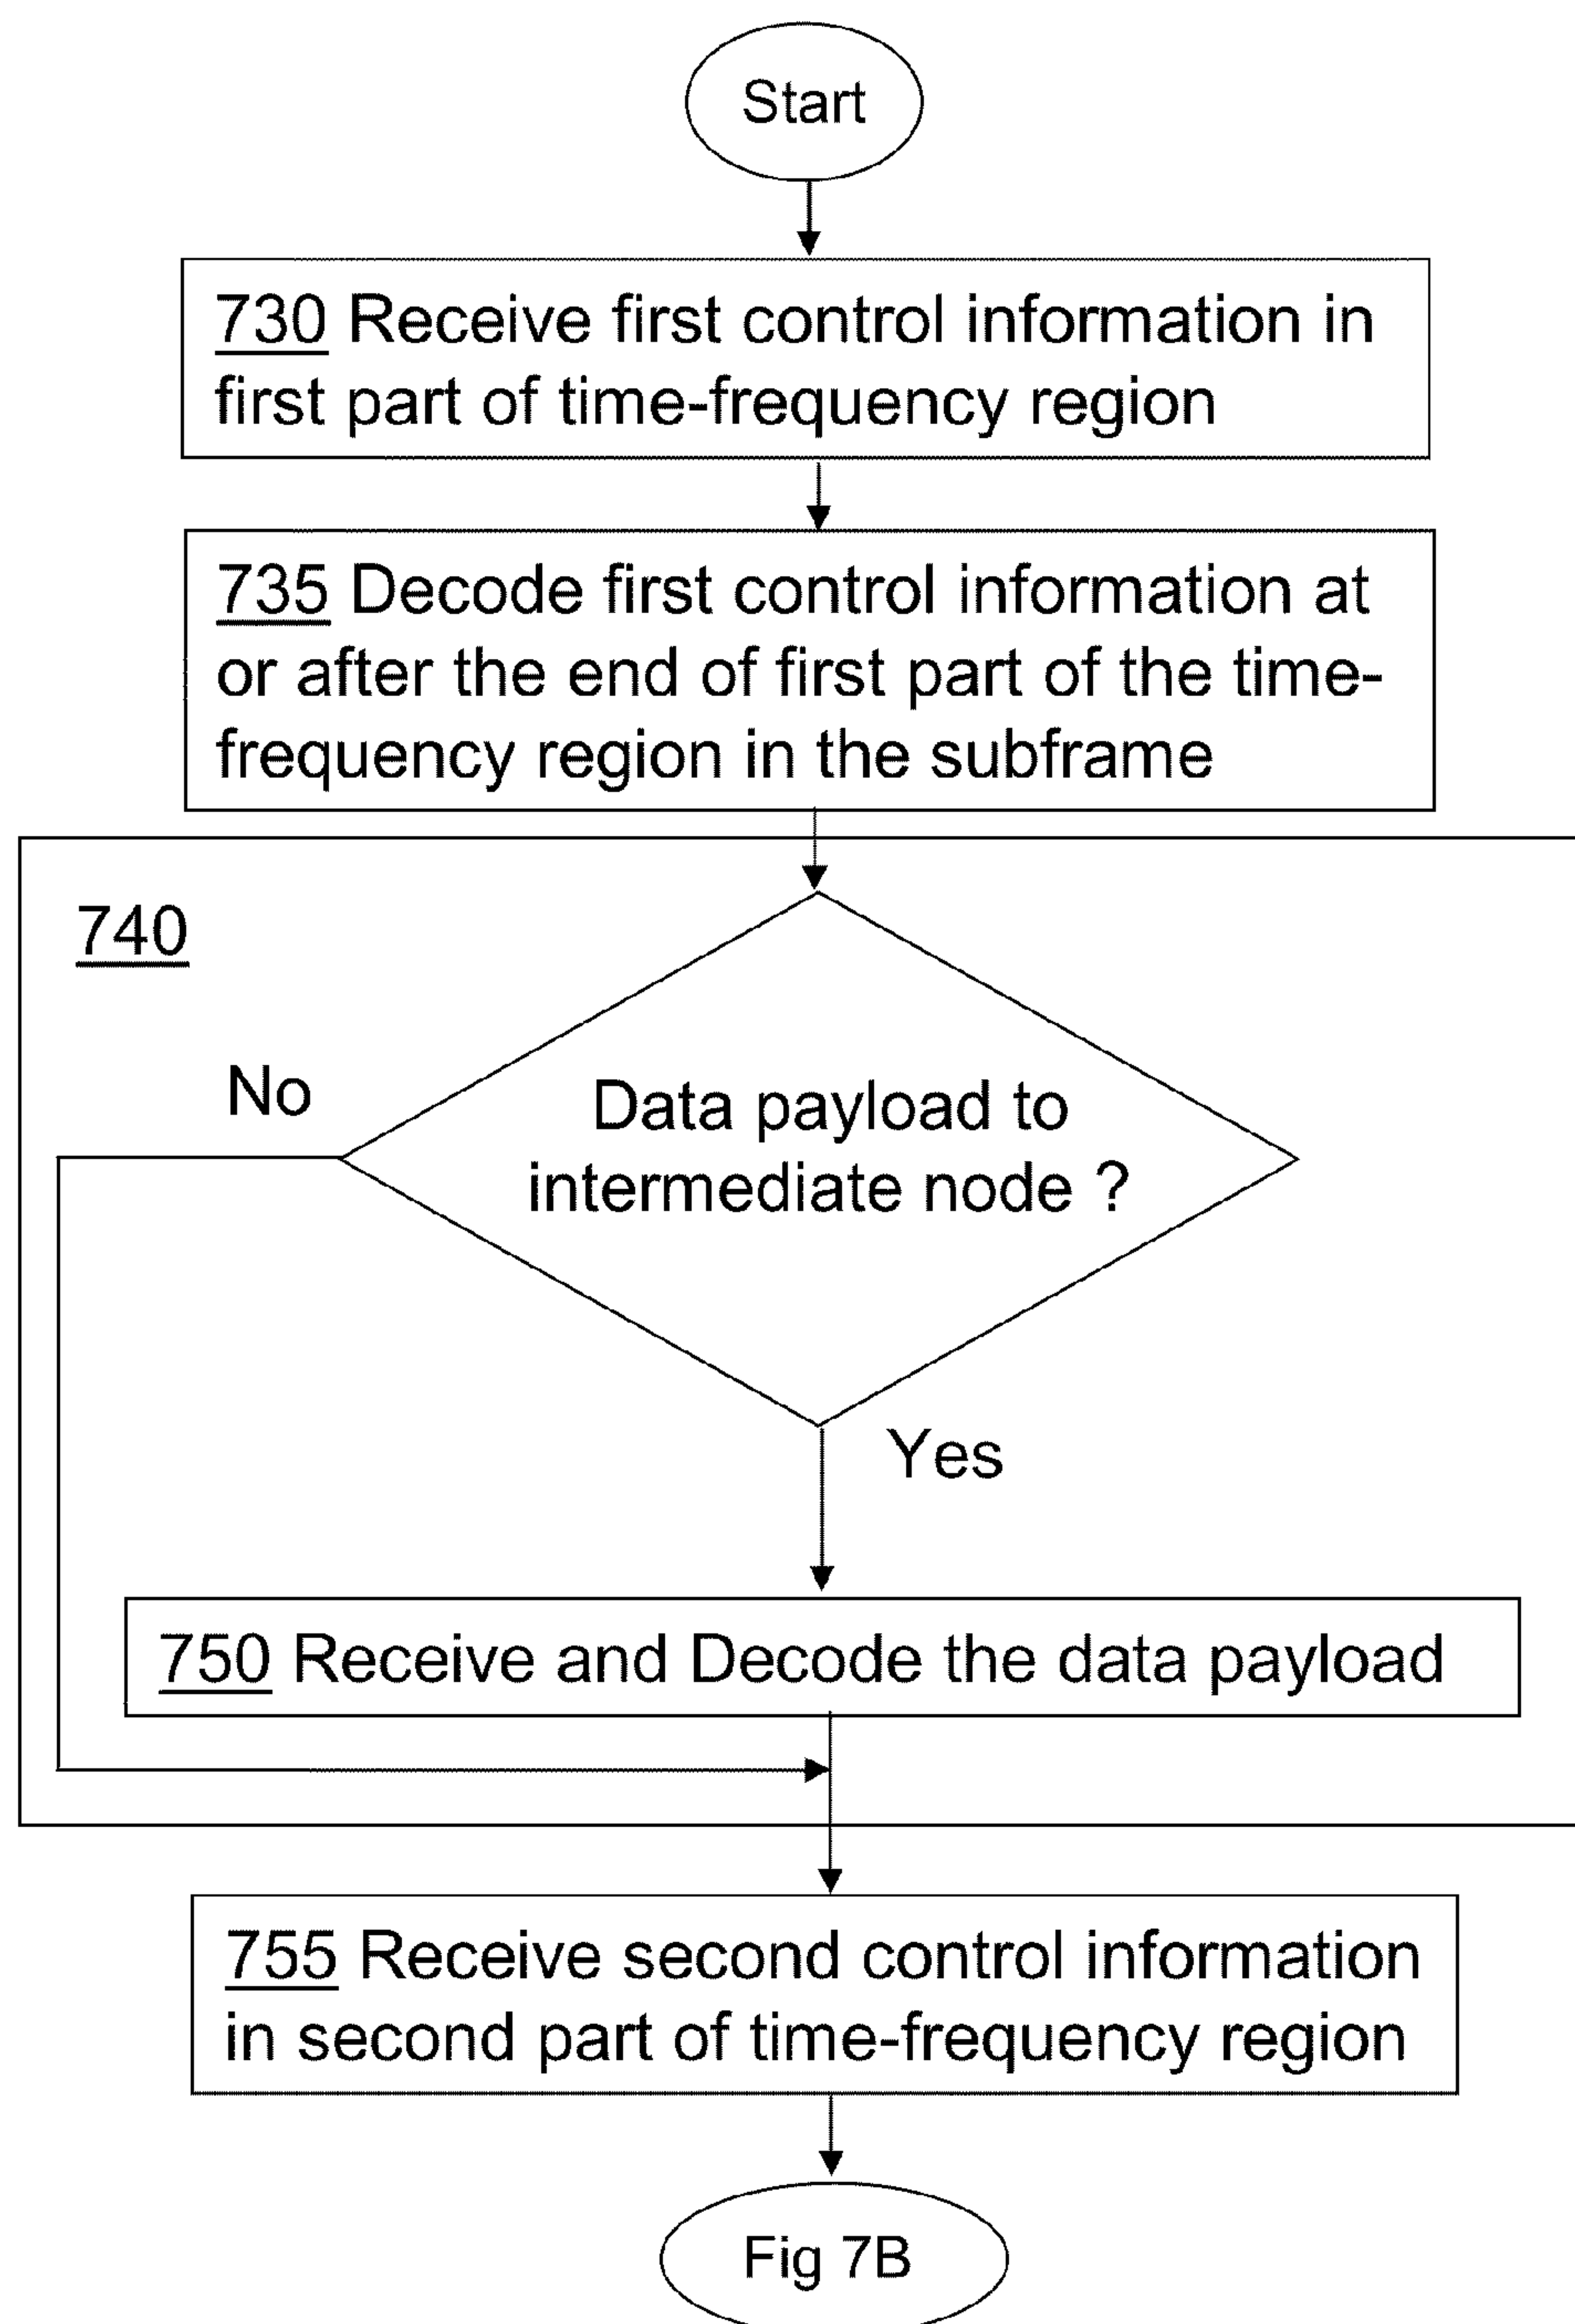 Start
730 Receive first control information in
first part of time-frequency region
735 Decode first control information at
or after the end of first part of the time-
frequency region in the subframe
740
No
Data payload to
intermediate node ?
Yes
750 Receive and Decode the data payload
755 Receive second control information
in second part of time-frequency region
Fig 7B